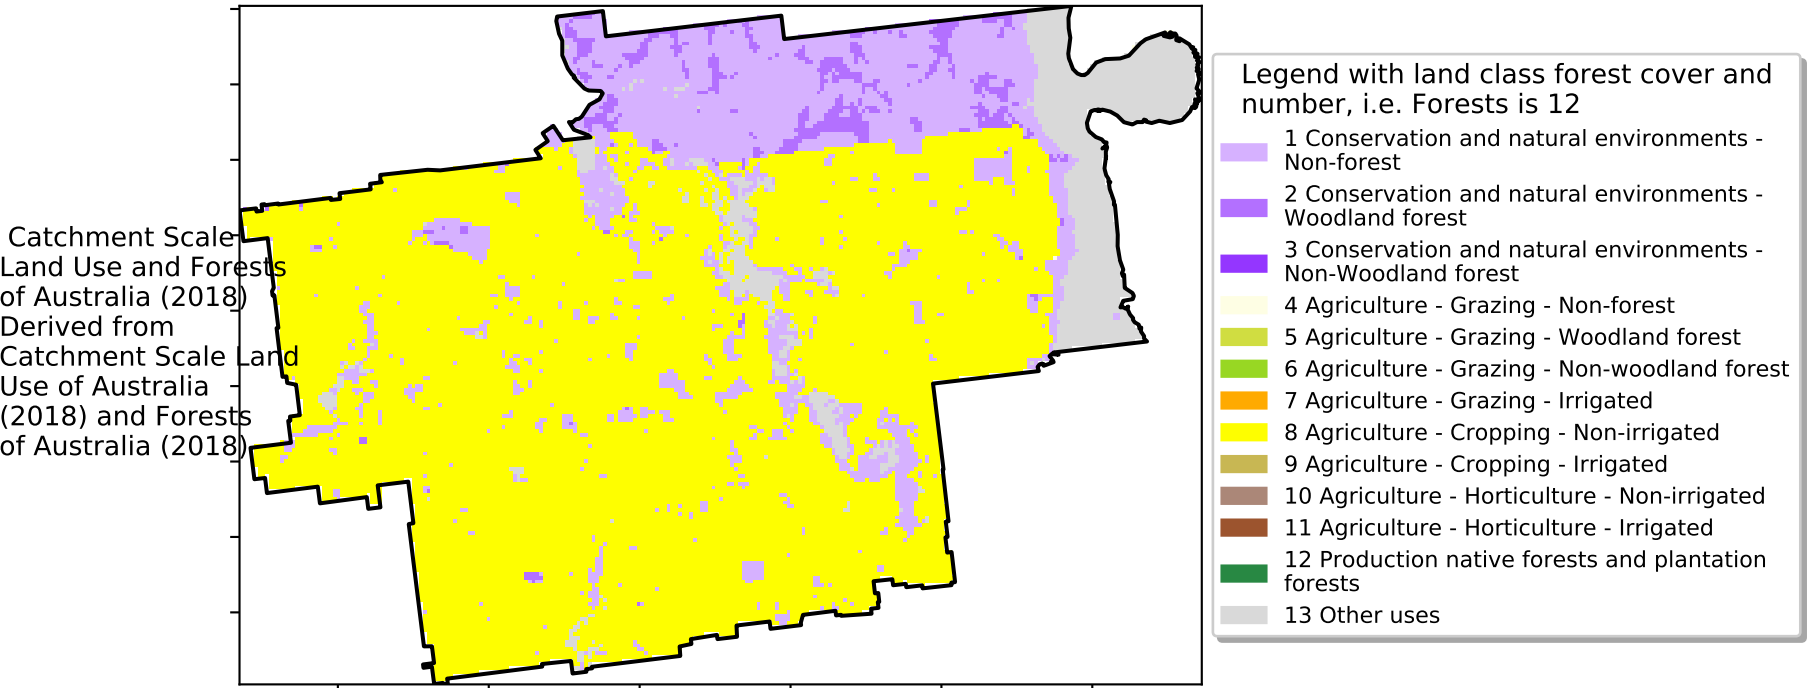 Catchment Scale
Land Use and Forests
of Australia (2018)
Derived from
Catchment Scale Land
Use of Australia
(2018) and Forests
of Australia (2018)
Legend with land class forest cover and
number, i.e. Forests is 12
1 Conservation and natural environments -
Non-forest
2 Conservation and natural environments -
Woodland forest
3 Conservation and natural environments -
Non-Woodland forest
4 Agriculture - Grazing - Non-forest
5 Agriculture - Grazing - Woodland forest
6 Agriculture - Grazing - Non-woodland forest
7 Agriculture - Grazing - Irrigated
8 Agriculture - Cropping - Non-irrigated
9 Agriculture - Cropping - Irrigated
10 Agriculture - Horticulture - Non-irrigated
11 Agriculture - Horticulture - Irrigated
12 Production native forests and plantation
forests
13 Other uses